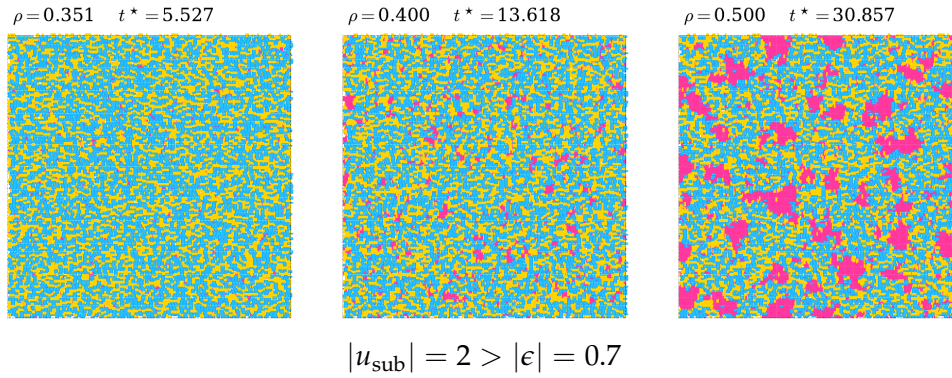 ρ = 0.351 t* = 5.527
ρ = 0.400 t* = 13.618
ρ = 0.500 t* = 30.857
|u_sub| = 2 > |ϵ| = 0.7